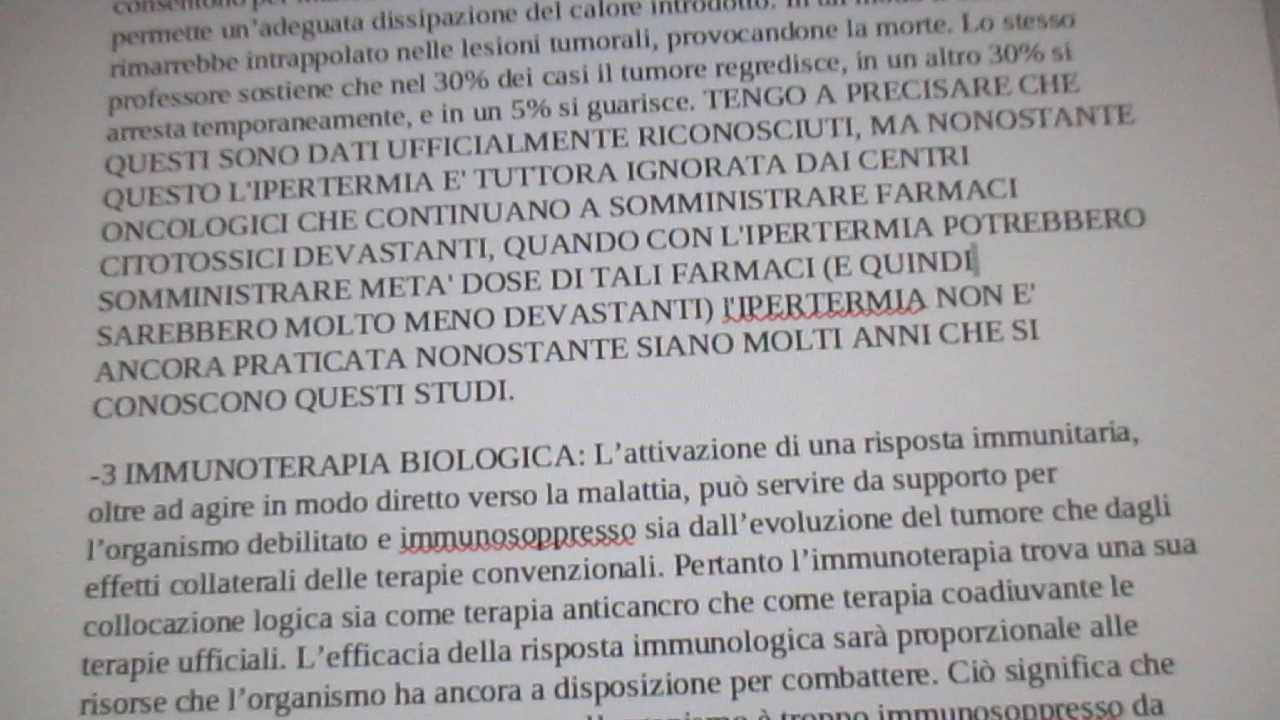 consentono per
permette un'adeguata dissipazione del calore introdotto. In un
rimarrebbe intrappolato nelle lesioni tumorali, provocandone la morte. Lo stesso
professore sostiene che nel 30% dei casi il tumore regredisce, in un altro 30% si
arresta temporaneamente, e in un 5% si guarisce. TENGO A PRECISARE CHE
QUESTI SONO DATI UFFICIALMENTE RICONOSCIUTI, MA NONOSTANTE
QUESTO L'IPERTERMIA E' TUTTORA IGNORATA DAI CENTRI
ONCOLOGICI CHE CONTINUANO A SOMMINISTRARE FARMACI
CITOTOSSICI DEVASTANTI, QUANDO CON L'IPERTERMIA POTREBBERO
SOMMINISTRARE META' DOSE DI TALI FARMACI (E QUINDI
SAREBBERO MOLTO MENO DEVASTANTI) l'IPERTERMIA NON E'
ANCORA PRATICATA NONOSTANTE SIANO MOLTI ANNI CHE SI
CONOSCONO QUESTI STUDI.
-3 IMMUNOTERAPIA BIOLOGICA: L'attivazione di una risposta immunitaria,
oltre ad agire in modo diretto verso la malattia, può servire da supporto per
l'organismo debilitato e immunosoppresso sia dall'evoluzione del tumore che dagli
effetti collaterali delle terapie convenzionali. Pertanto l'immunoterapia trova una sua
collocazione logica sia come terapia anticancro che come terapia coadiuvante le
terapie ufficiali. L'efficacia della risposta immunologica sarà proporzionale alle
risorse che l'organismo ha ancora a disposizione per combattere. Ciò significa che
è troppo immunosoppresso da